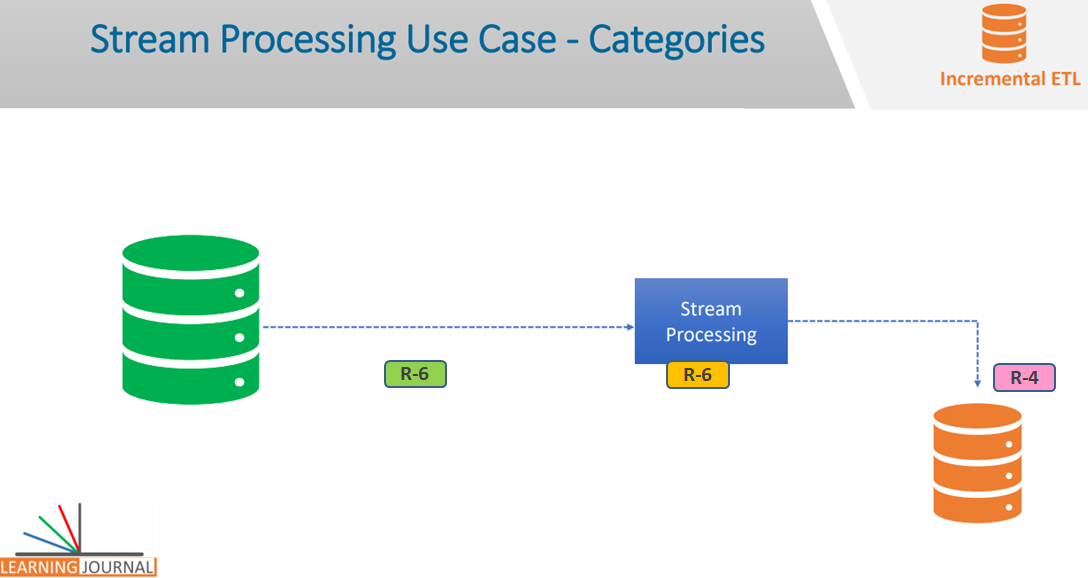 Stream Processing Use Case - Categories
Incremental ETL
Stream
Processing
R-6
R-6
R-4
LEARNING JOURNAL